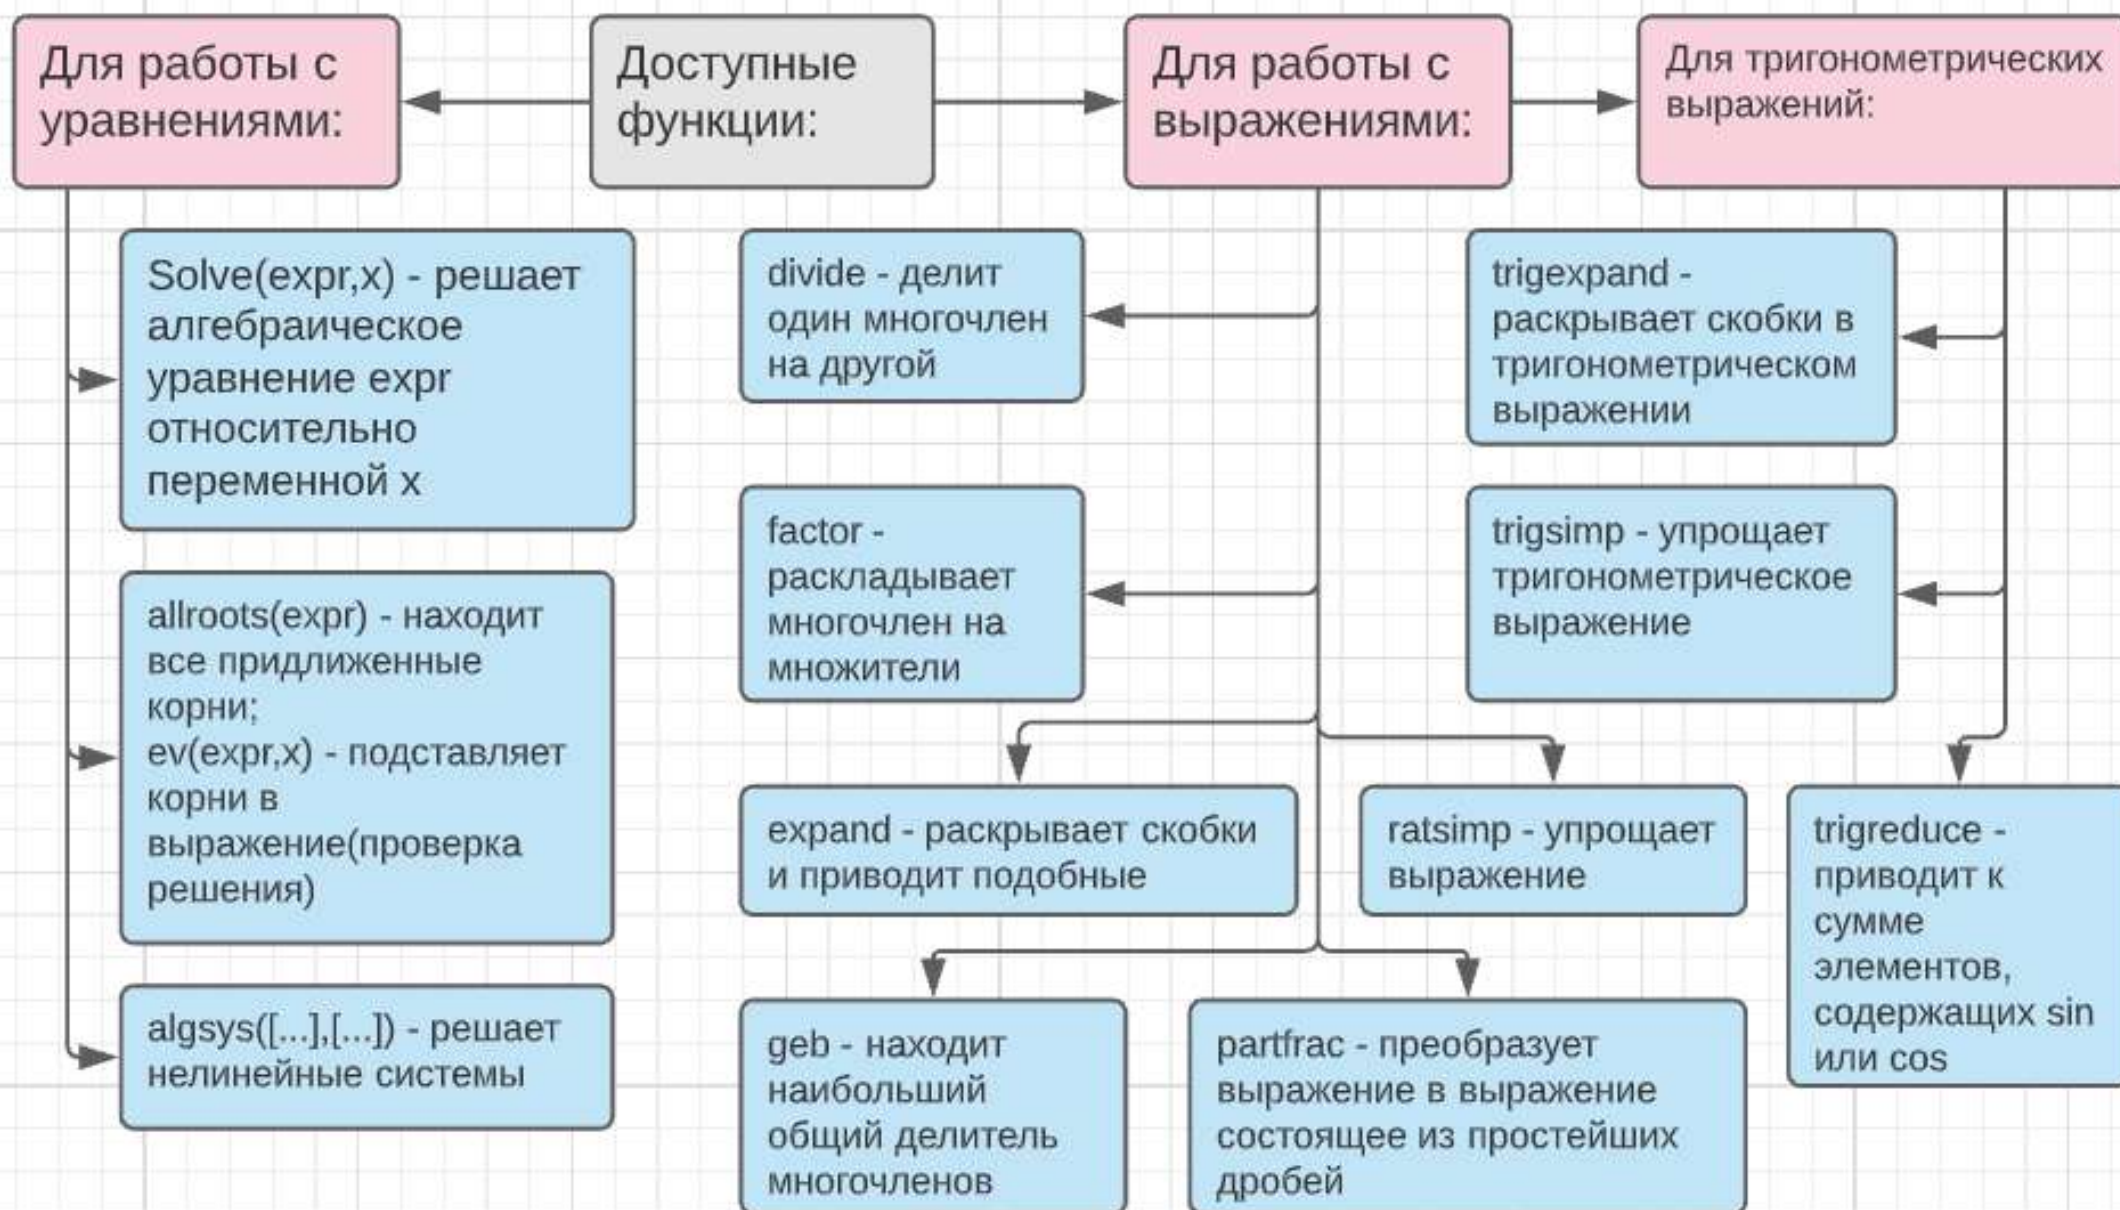 Для работы с
уравнениями:
Доступные
функции:
Для работы с
выражениями:
Для тригонометрических
выражений:
Solve(expr,x) - решает
алгебраическое
уравнение expr
относительно
переменной x
allroots(expr) - находит
все придлиженные
корни;
ev(expr,x) - подставляет
корни в
выражение(проверка
решения)
algsys([...],[...]) - решает
нелинейные системы
divide - делит
один многочлен
на другой
factor -
раскладывает
многочлен на
множители
expand - раскрывает скобки
и приводит подобные
ratsimp - упрощает
выражение
geb - находит
наибольший
общий делитель
многочленов
partfrac - преобразует
выражение в выражение
состоящее из простейших
дробей
trigexpand -
раскрывает скобки в
тригонометрическом
выражении
trigsimp - упрощает
тригонометрическое
выражение
trigreduce -
приводит к
сумме
элементов,
содержащих sin
или cos